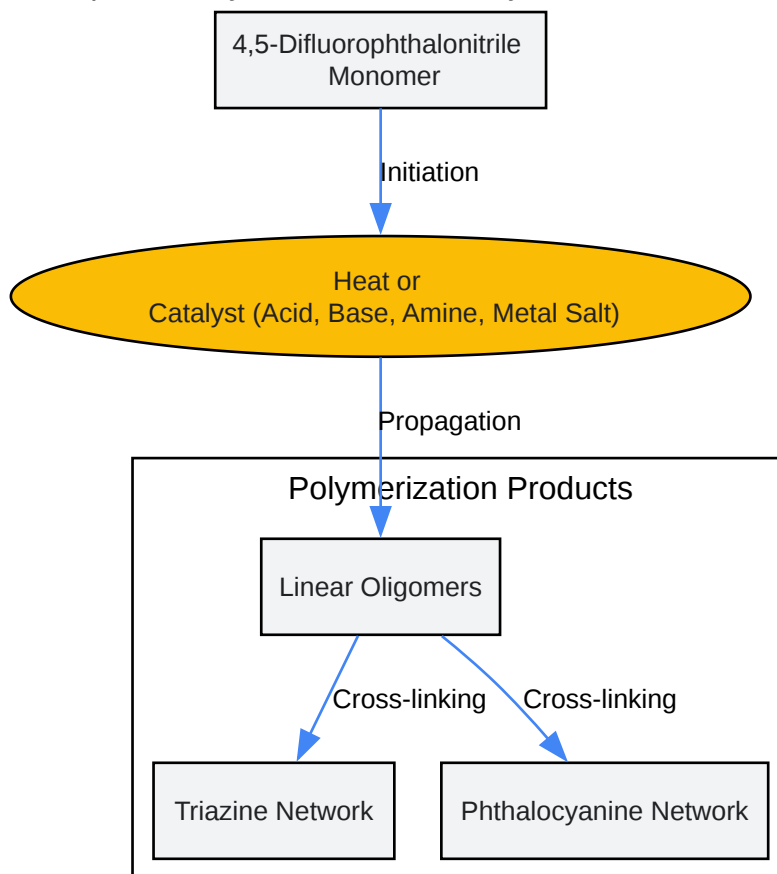 4,5-Difluorophthalonitrile
Monomer
Initiation
Heat or
Catalyst (Acid, Base, Amine, Metal Salt)
Propagation
Polymerization Products
Linear Oligomers
Cross-linking
Cross-linking
Triazine Network
Phthalocyanine Network